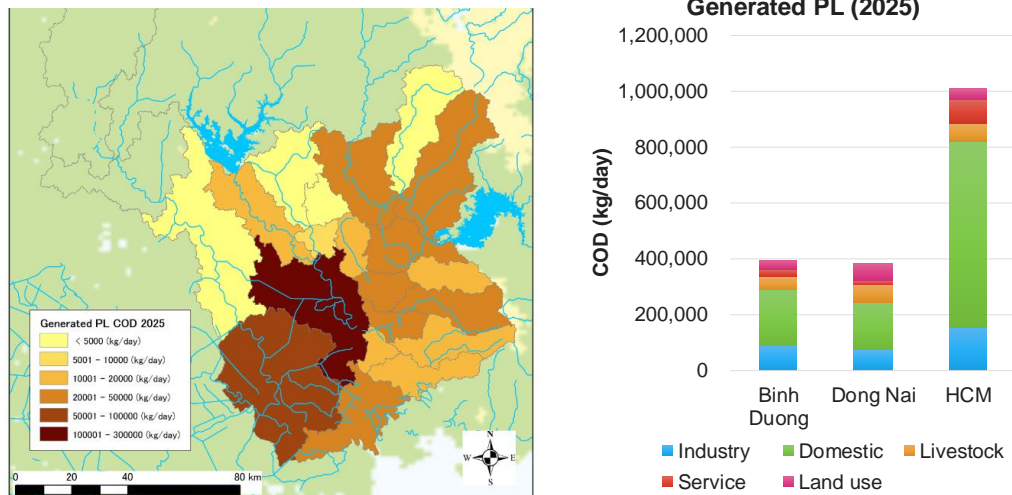 Generated PL COD 2025
< 5000 (kg/day)
5001 - 10000 (kg/day)
10001 - 20000 (kg/day)
20001 - 50000 (kg/day)
50001 - 100000 (kg/day)
100001 - 300000 (kg/day)
0 20 40 80 km
N
W E
S
Generated PL (2025)
COD (kg/day)
1,200,000
1,000,000
800,000
600,000
400,000
200,000
0
Binh Duong
Dong Nai
HCM
Industry
Domestic
Livestock
Service
Land use